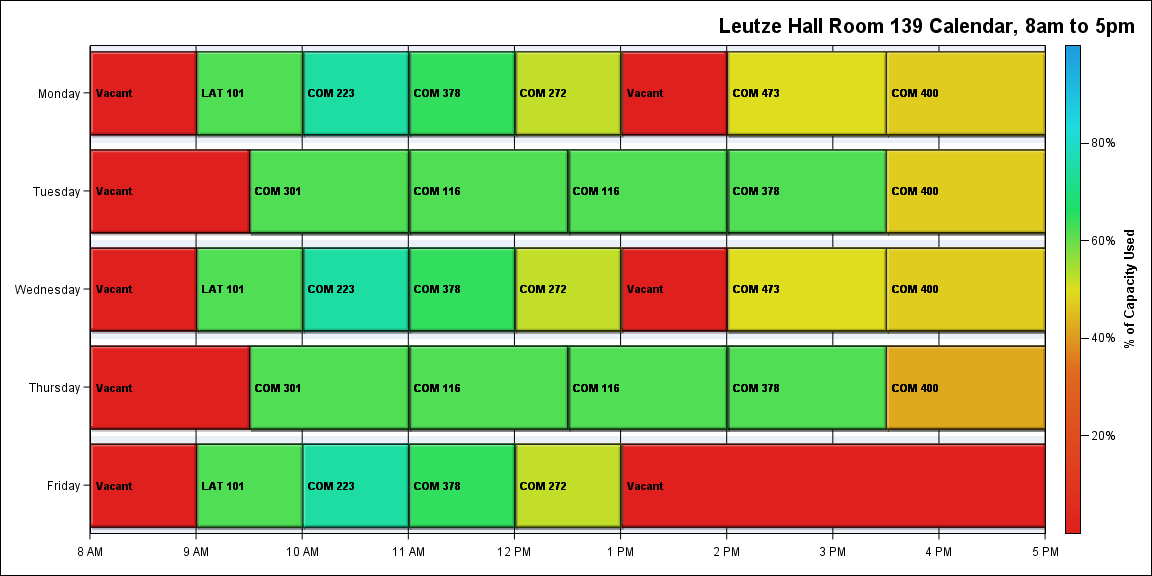 Leutze Hall Room 139 Calendar, 8am to 5pm
Monday
Vacant
LAT 101
COM 223
COM 378
COM 272
Vacant
COM 473
COM 400
Tuesday
Vacant
COM 301
COM 116
COM 116
COM 378
COM 400
Wednesday
Vacant
LAT 101
COM 223
COM 378
COM 272
Vacant
COM 473
COM 400
Thursday
Vacant
COM 301
COM 116
COM 116
COM 378
COM 400
Friday
Vacant
LAT 101
COM 223
COM 378
COM 272
Vacant
8 AM
9 AM
10 AM
11 AM
12 PM
1 PM
2 PM
3 PM
4 PM
5 PM
80%
60%
40%
20%
% of Capacity Used